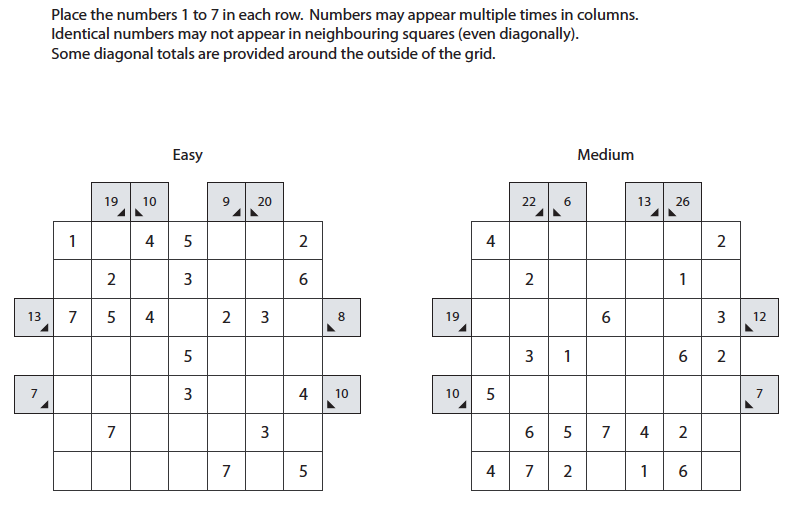 Place the numbers 1 to 7 in each row. Numbers may appear multiple times in columns.
Identical numbers may not appear in neighbouring squares (even diagonally).
Some diagonal totals are provided around the outside of the grid.
Easy
19 10 9 20
1 4 5 2
2 3 6
13 7 5 4 2 3 8
5
7 3 4 10
7 3
7 5
Medium
22 6 13 26
4 2
2 1
19 6 3 12
3 1 6 2
10 5 7
6 5 7 4 2
4 7 2 1 6